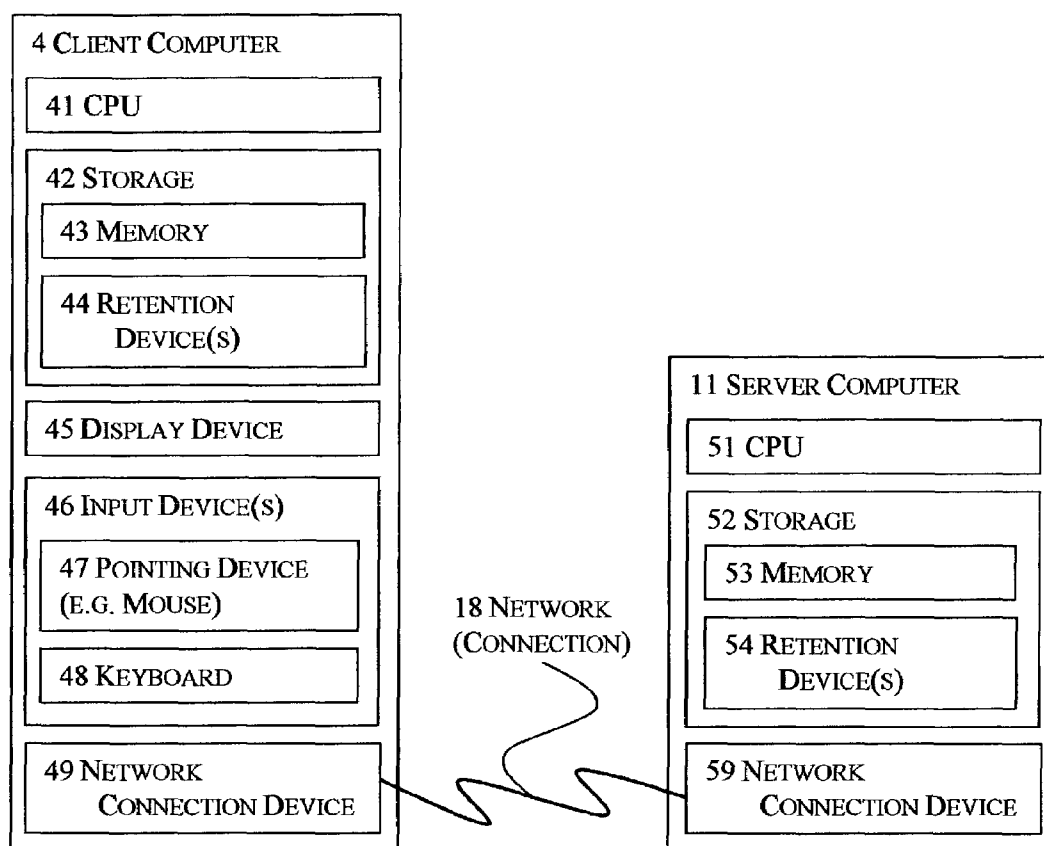 4 CLIENT COMPUTER
41 CPU
42 STORAGE
43 MEMORY
44 RETENTION
DEVICE(S)
45 DISPLAY DEVICE
46 INPUT DEVICE(S)
47 POINTING DEVICE
(E.G. MOUSE)
48 KEYBOARD
49 NETWORK
CONNECTION DEVICE
18 NETWORK
(CONNECTION)
11 SERVER COMPUTER
51 CPU
52 STORAGE
53 MEMORY
54 RETENTION
DEVICE(S)
59 NETWORK
CONNECTION DEVICE